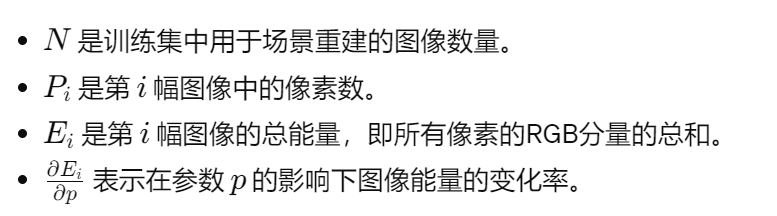 • N 是训练集中用于场景重建的图像数量。
• P_i 是第 i 幅图像中的像素数。
• E_i 是第 i 幅图像的总能量，即所有像素的RGB分量的总和。
• ∂E_i/∂p 表示在参数 p 的影响下图像能量的变化率。